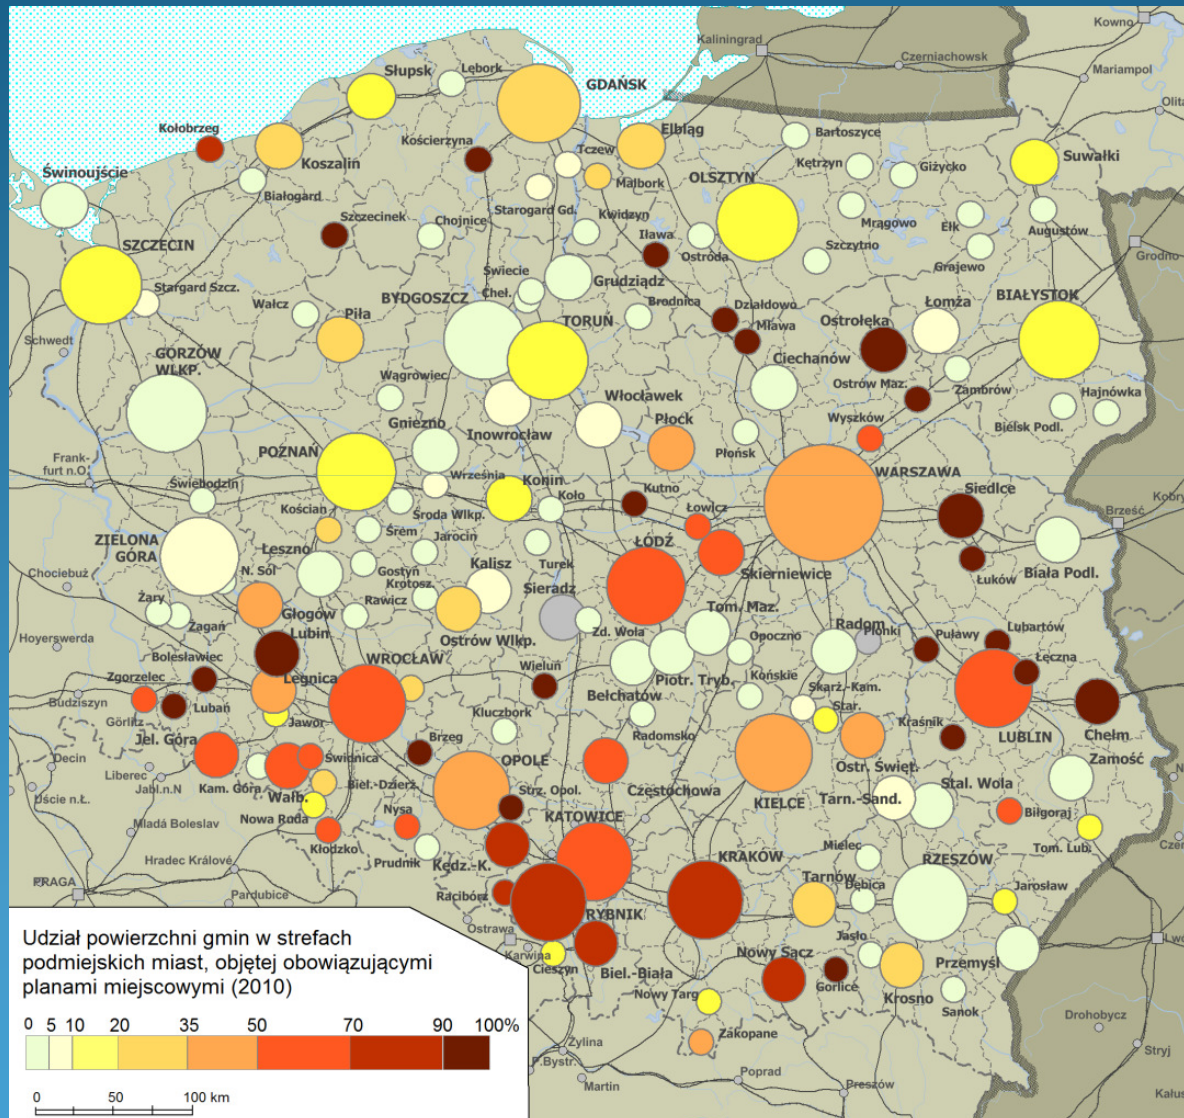 Kowno
Kaliningrad
Czerniachowsk
Mariampol
Olita
Słupsk
Lębork
GDAŃSK
Kołobrzeg
Koszalin
Kościerzyna
Tczew
Elbląg
Bartoszyce
Kętrzyn
Giżycko
Suwałki
Świnoujście
Białogard
Malbork
OLSZTYN
Starogard Gd.
Kwidzyn
Mrągowo
Ełk
Augustów
Szczecinek
Chojnice
Iława
Ostróda
Szczytno
Grajewo
Grodno
SZCZECIN
Stargard Szcz.
Świecie
Grudziądz
Cheł.
Wałcz
Piła
BYDGOSZCZ
TORUŃ
Brodnica
Działdowo
Mława
Ostrołęka
Łomża
BIAŁYSTOK
Schwedt
GORZÓW
WLKP.
Ciechanów
Zambrów
Hajnówka
Wągrowiec
Inowrocław
Włocławek
Ostrów Maz.
Bielsk Podl.
Gniezno
Płock
Płońsk
Wyszków
POZNAŃ
Frank-
furt n.O.
Września
Konin
WARSZAWA
Siedlce
Kobry
Brześć
Świebodzin
Środa Wlkp.
Koło
Kutno
Łowicz
Kościan
Śrem
Jarocin
ZIELONA
GÓRA
Leszno
Gostyń
Turek
ŁÓDŹ
Skierniewice
Łuków
Biała Podl.
Chociebuż
N. Sól
Krotosz.
Kalisz
Sieradz
Żary
Żagań
Głogów
Rawicz
Ostrów Wlkp.
Zd. Wola
Tom. Maz.
Opoczno
Radom
Pionki
Puławy
Lubartów
Hoyerswerda
Lubin
Bolesławiec
WROCŁAW
Wieluń
Piotr. Tryb.
Bełchatów
Końskie
Łęczna
Zgorzelec
Legnica
Budziszyn
Görlitz
Lubań
Jawor
Kluczbork
Radomsko
Skarż.-Kam.
Star.
Kraśnik
LUBLIN
Chełm
Jel. Góra
Świdnica
Brzeg
OPOLE
Decin
Liberec
Jabl.n.N
Kam. Góra
Wałb.
Biel.-Dzierż.
Strz. Opol.
Częstochowa
KIELCE
Ostr. Święt.
Tarn.-Sand.
Stal. Wola
Zamość
Uście n.Ł.
Nowa Ruda
Nysa
KATOWICE
Biłgoraj
Mladá Boleslav
Kłodzko
Prudnik
Kędz.-K.
KRAKÓW
Mielec
RZESZÓW
Tom. Lub.
Hradec Králové
PRAGA
Pardubice
Racibórz
RYBNIK
Tarnów
Dębica
Jarosław
Ostrawa
Karwina
Cieszyn
Biel.-Biała
Nowy Sącz
Jasło
Przemyśl
Gorlice
Krosno
Sanok
Nowy Targ
Zakopane
Drohobycz
Stryj
Żylina
P.Bystr.
Martin
Poprad
Preszów
Kałus
Udział powierzchni gmin w strefach
podmiejskich miast, objętej obowiązującymi
planami miejscowymi (2010)
0 5 10 20 35 50 70 90 100%
0 50 100 km